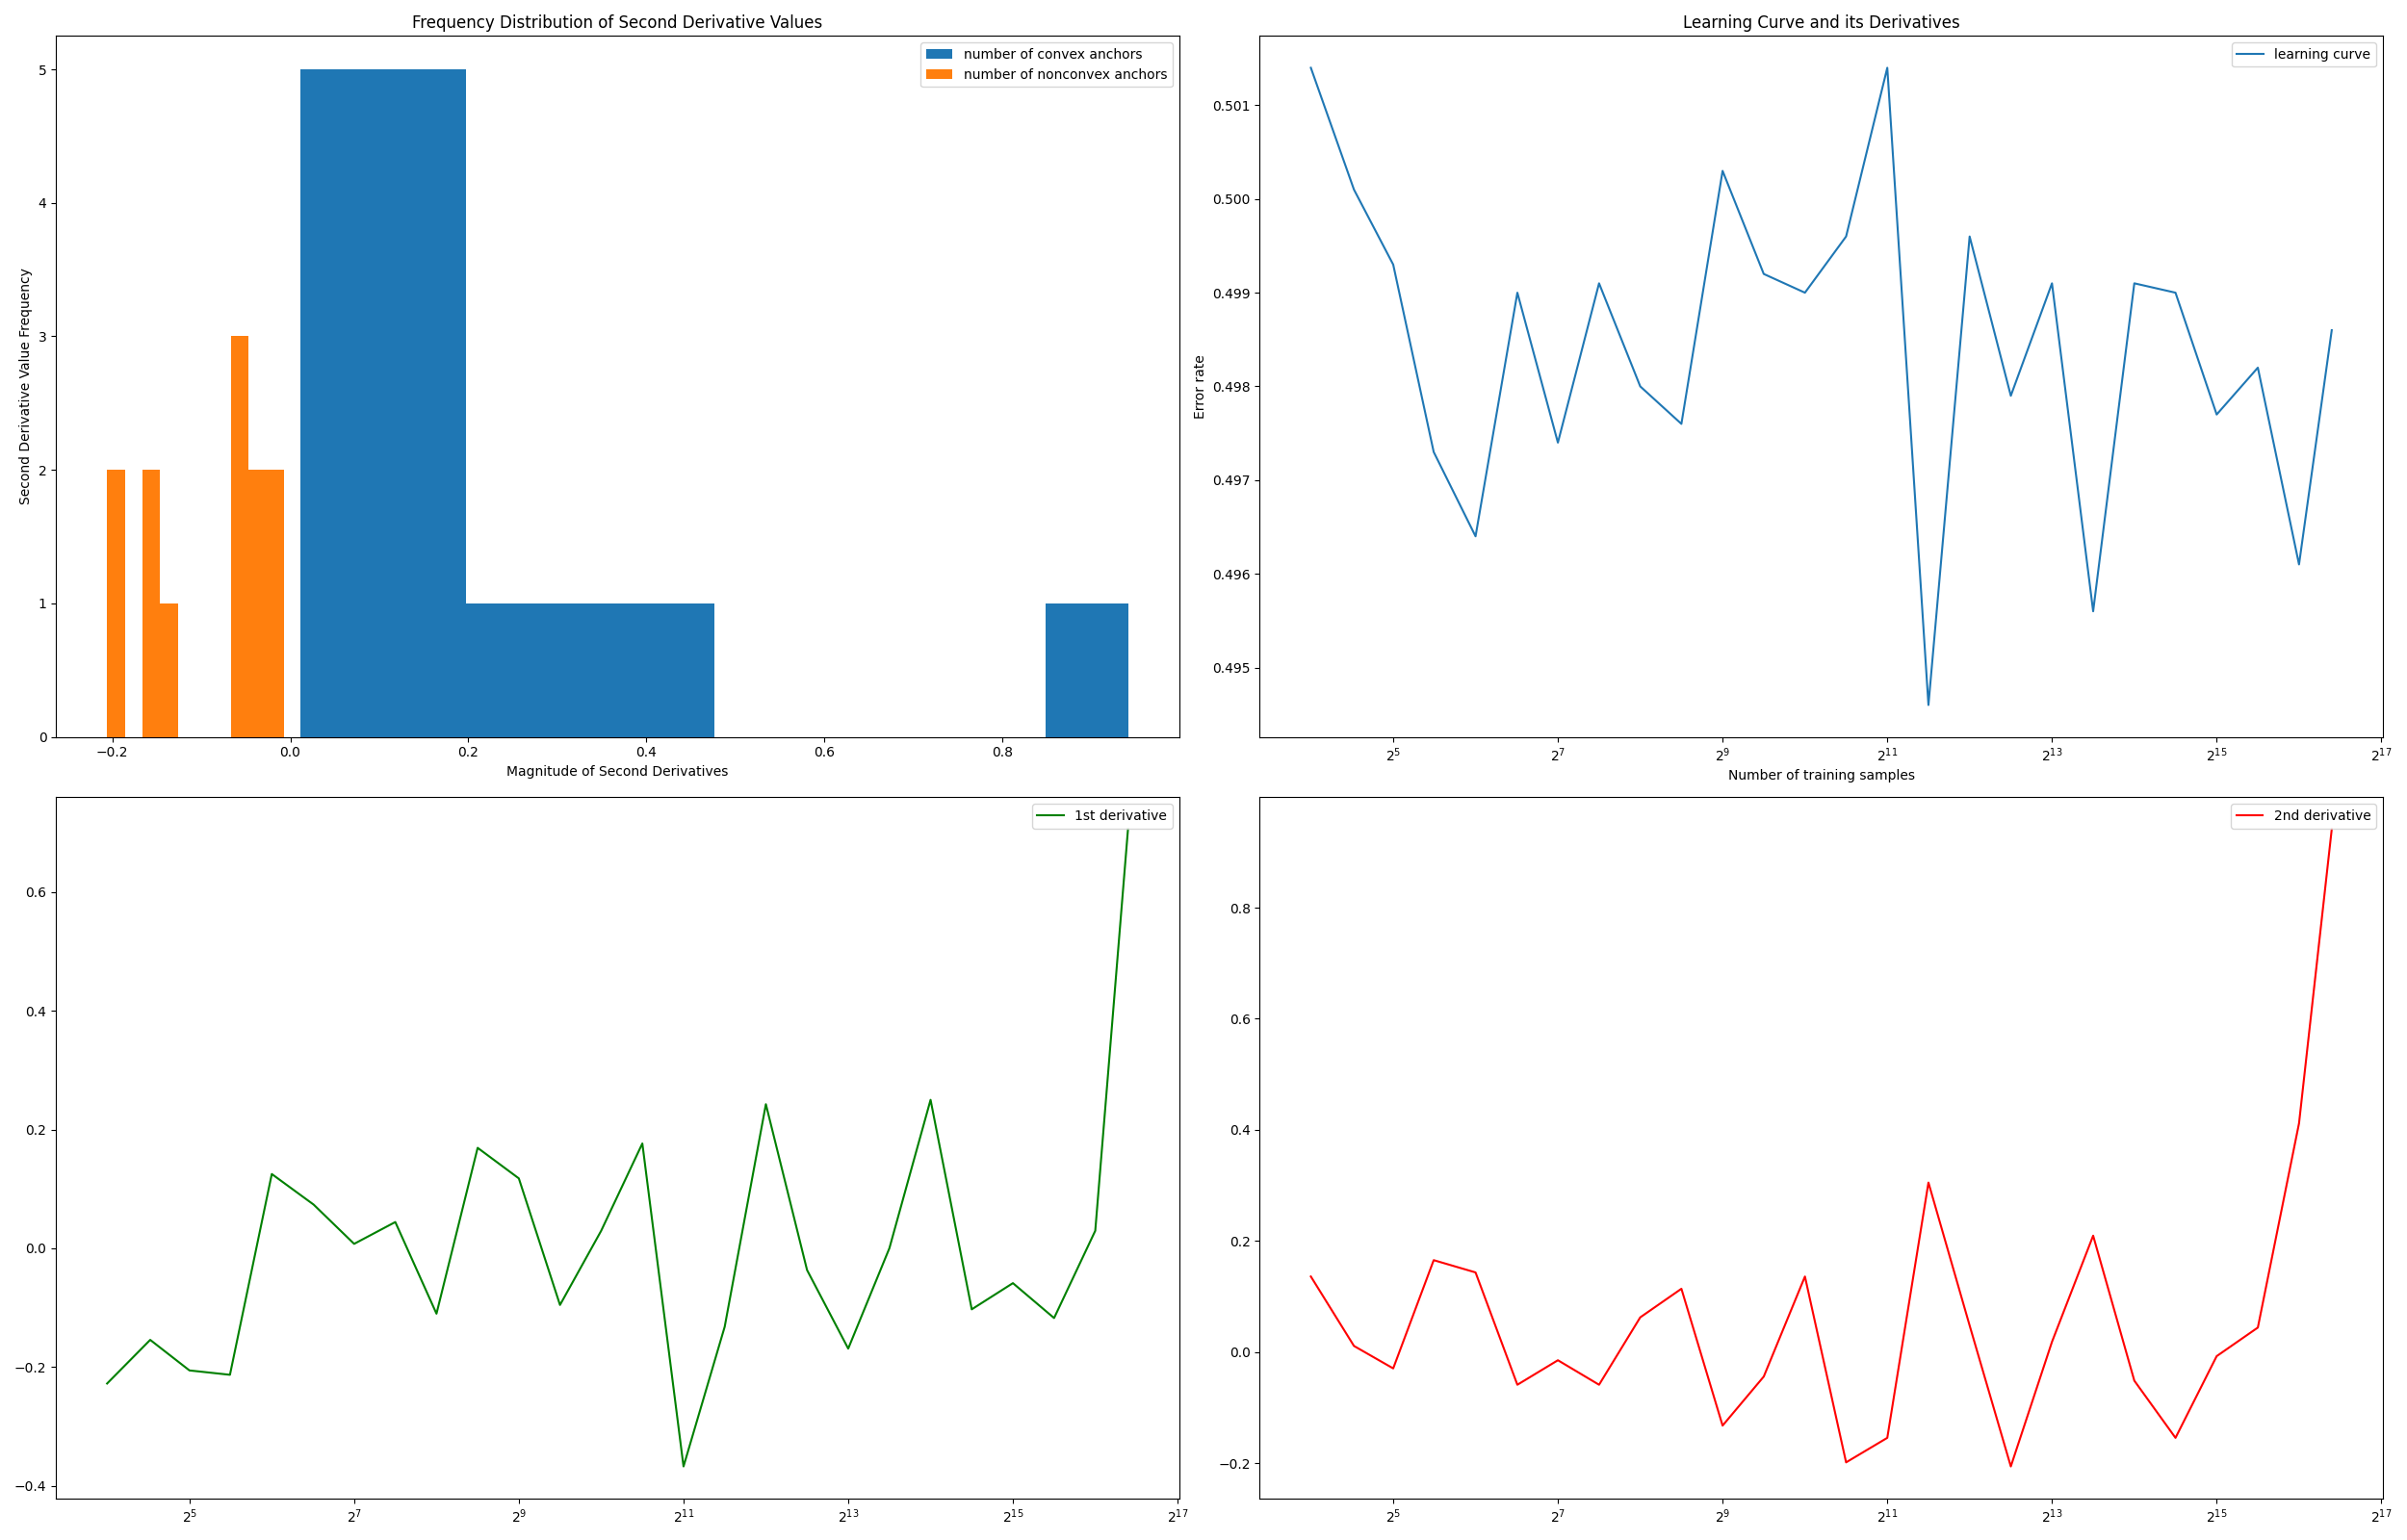 Frequency Distribution of Second Derivative Values
number of convex anchors
number of nonconvex anchors
5
4
3
2
1
0
Second Derivative Value Frequency
−0.2 0.0 0.2 0.4 0.6 0.8
Magnitude of Second Derivatives
Learning Curve and its Derivatives
learning curve
0.501
0.500
0.499
0.498
0.497
0.496
0.495
Error rate
2^5 2^7 2^9 2^11 2^13 2^15 2^17
Number of training samples
1st derivative
0.6
0.4
0.2
0.0
−0.2
−0.4
2^5 2^7 2^9 2^11 2^13 2^15 2^17
2nd derivative
0.8
0.6
0.4
0.2
0.0
−0.2
2^5 2^7 2^9 2^11 2^13 2^15 2^17